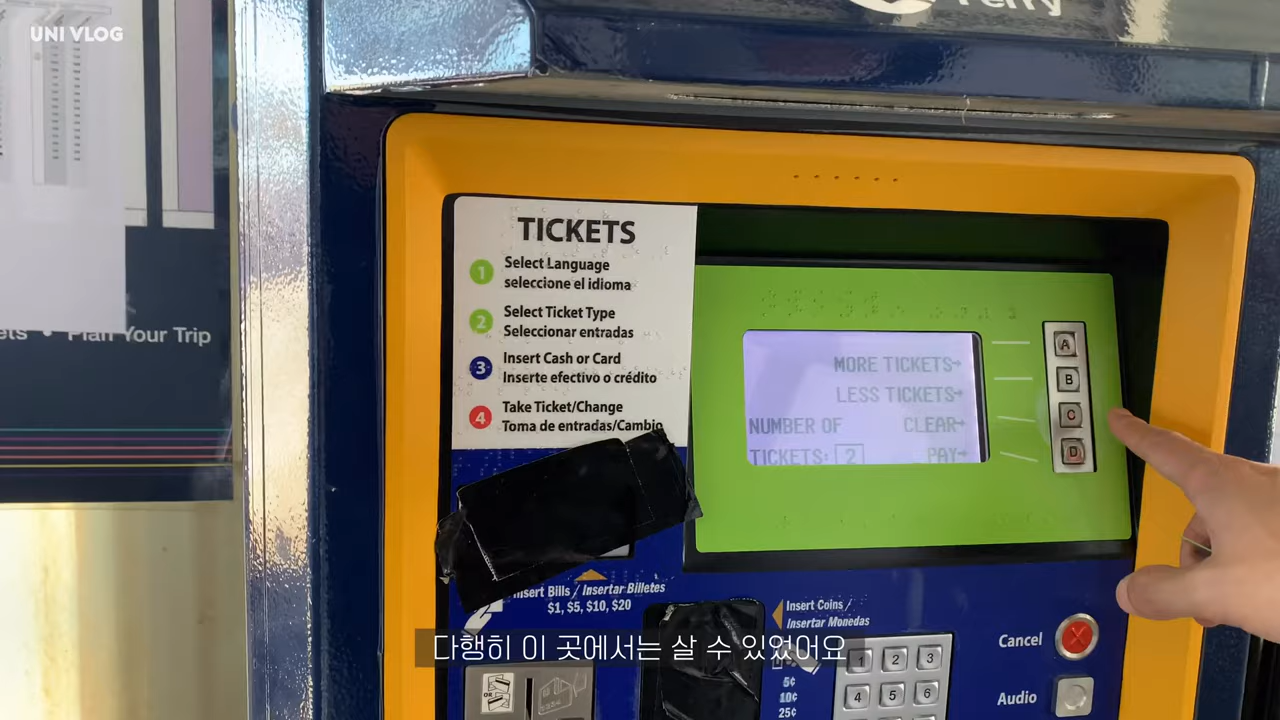 UNI VLOG
Ferry
ets • Plan Your Trip
TICKETS
1 Select Language
seleccione el idioma
2 Select Ticket Type
Seleccionar entradas
3 Insert Cash or Card
Inserte efectivo o crédito
4 Take Ticket/Change
Toma de entradas/Cambio
MORE TICKETS→
LESS TICKETS→
NUMBER OF CLEAR→
TICKETS: 2 PAY→
A
B
C
D
Insert Bills / Insertar Billetes
$1, $5, $10, $20
Insert Coins /
Insertar Monedas
5¢
10¢
25¢
1 2 3
4 5 6
Cancel X
Audio
다행히 이 곳에서는 살 수 있었어요